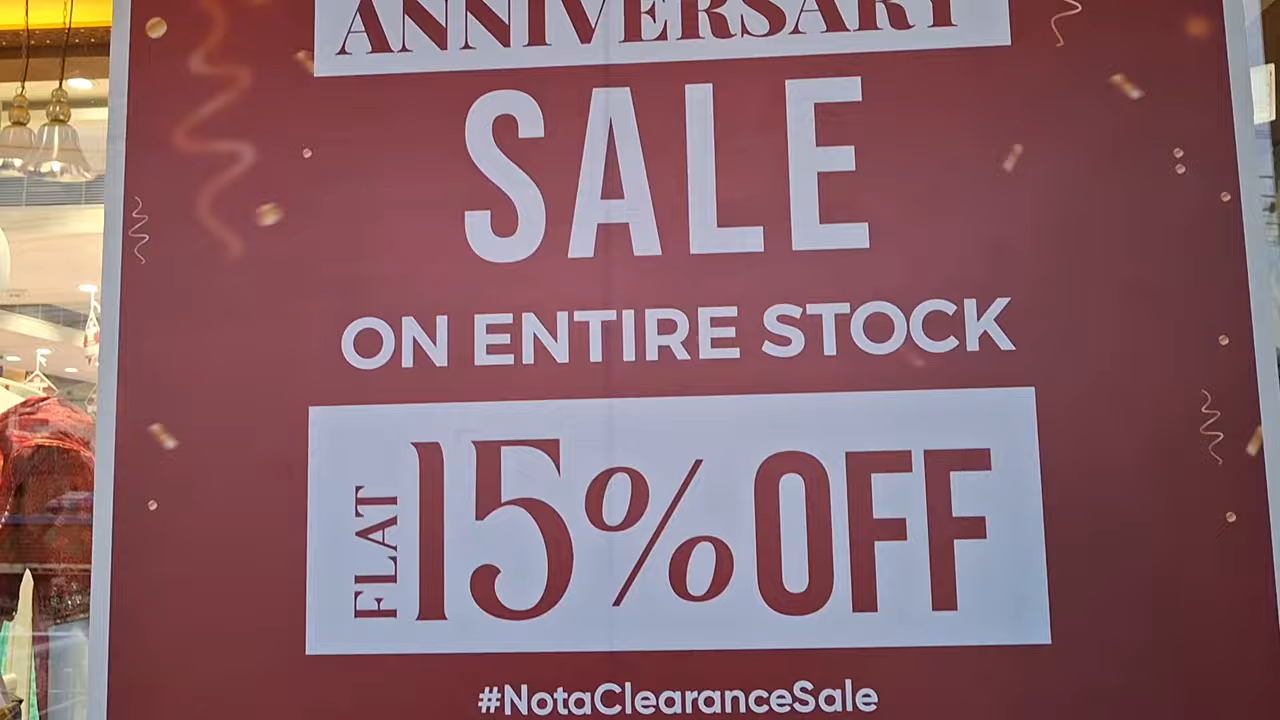 ANNIVERSARY
SALE
ON ENTIRE STOCK
FLAT 15% OFF
#NotaClearanceSale